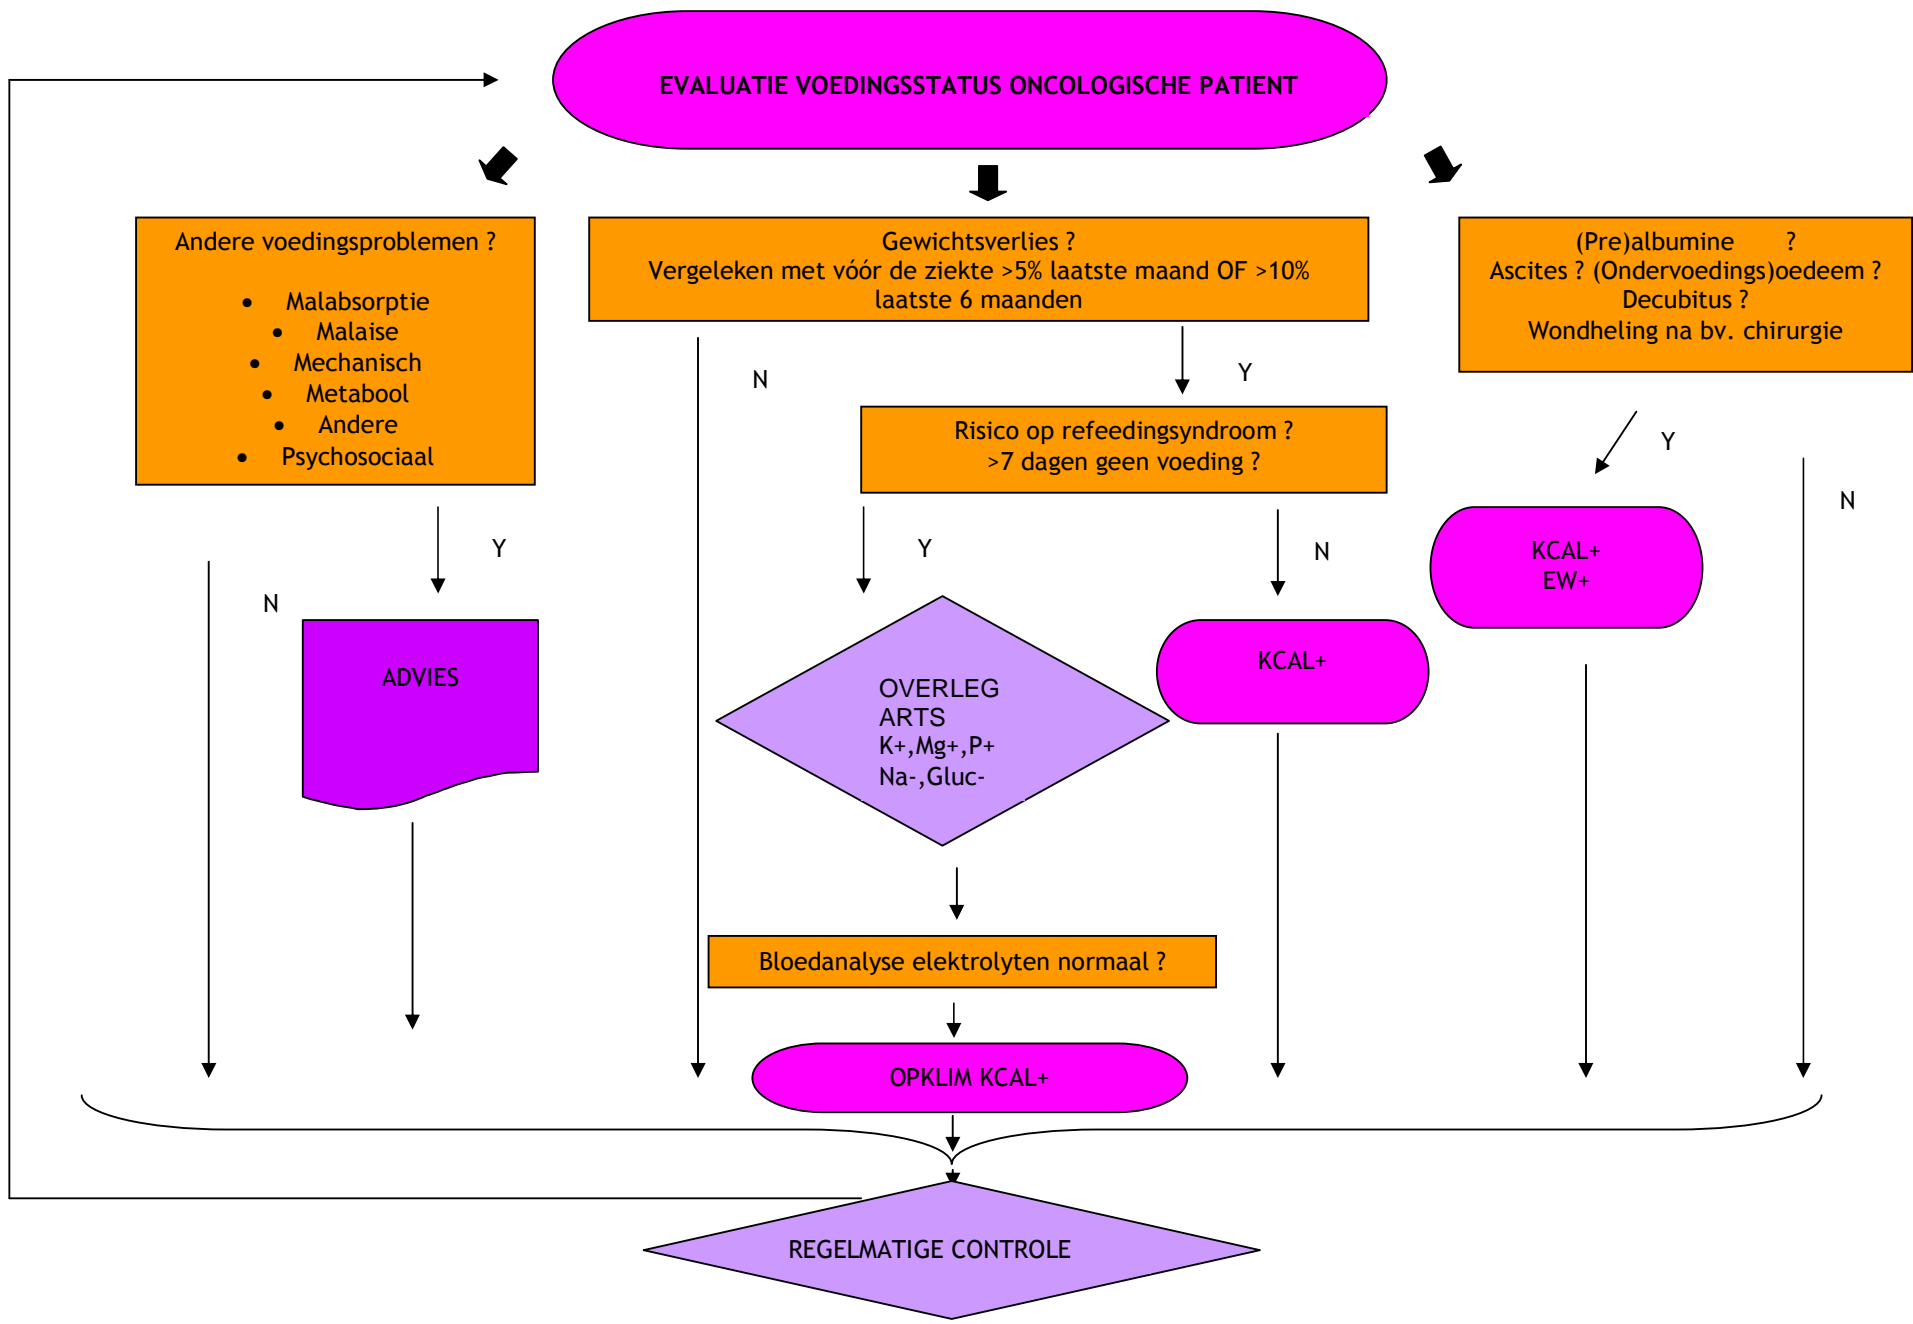 EVALUATIE VOEDINGSSTATUS ONCOLOGISCHE PATIENT
Andere voedingsproblemen ?
• Malabsorptie
• Malaise
• Mechanisch
• Metabool
• Andere
• Psychosociaal
Gewichtsverlies ?
Vergeleken met vóór de ziekte >5% laatste maand OF >10%
laatste 6 maanden
(Pre)albumine ?
Ascites ? (Ondervoedings)oedeem ?
Decubitus ?
Wondheling na bv. chirurgie
N
Y
Risico op refeedingsyndroom ?
>7 dagen geen voeding ?
Y
N
Y
N
Y
N
KCAL+
EW+
ADVIES
OVERLEG
ARTS
K+,Mg+,P+
Na-,Gluc-
KCAL+
Bloedanalyse elektrolyten normaal ?
OPKLIM KCAL+
REGELMATIGE CONTROLE